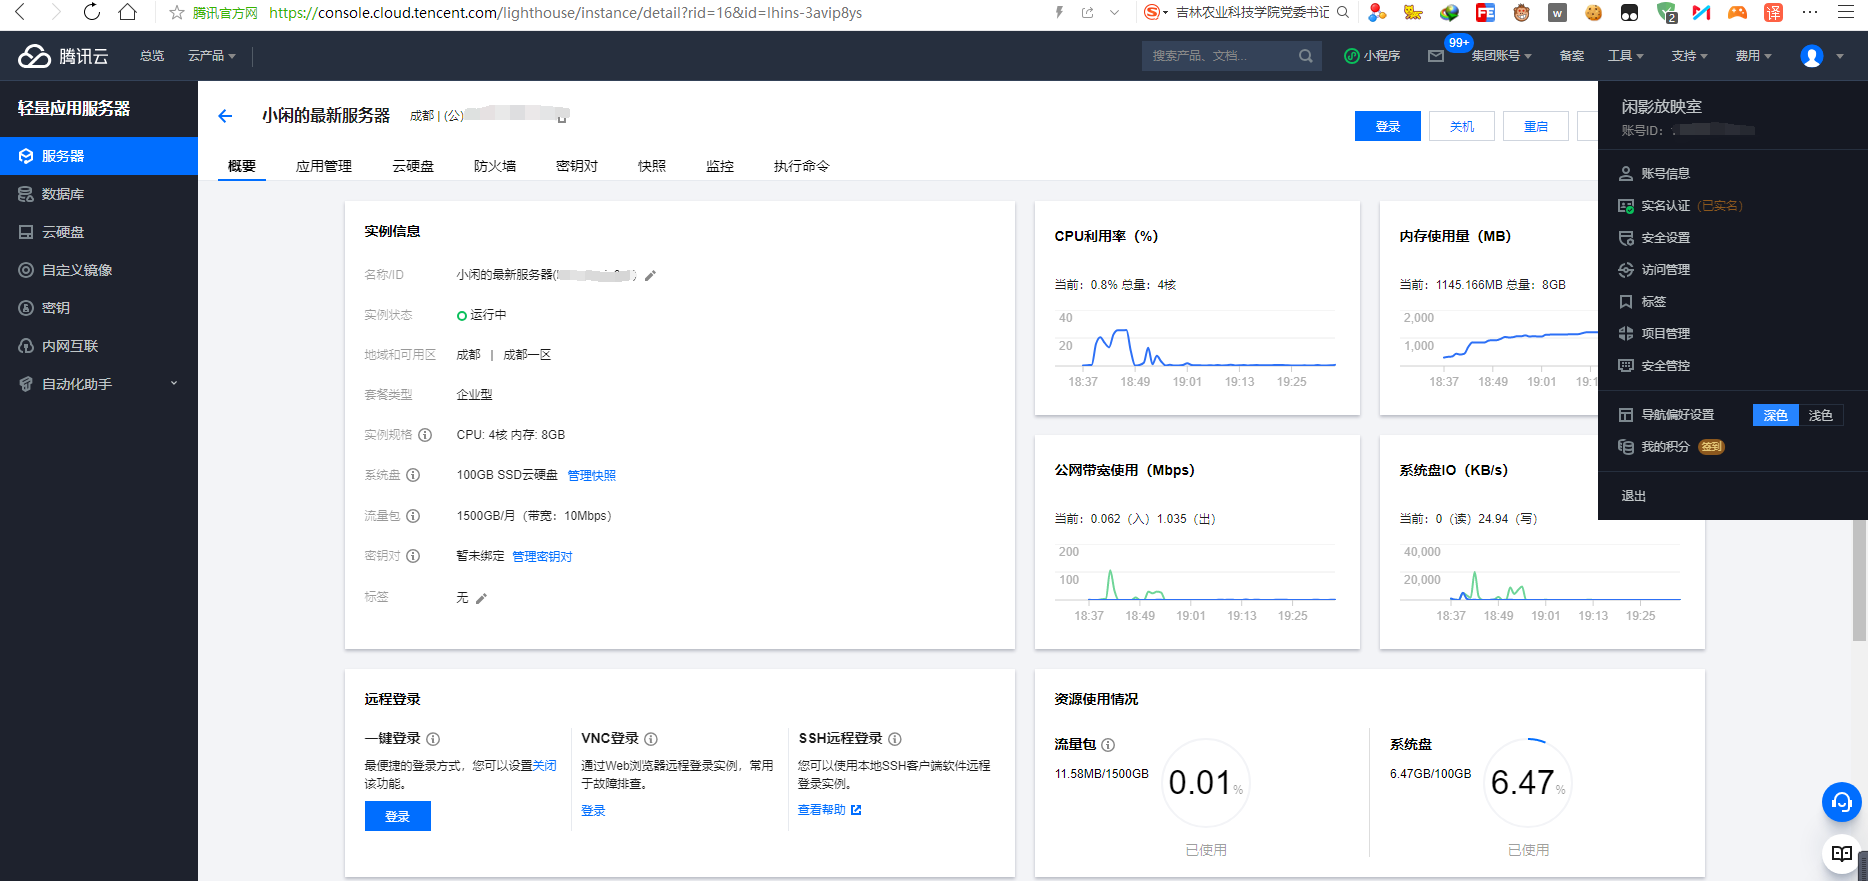 腾讯官方网 https://console.cloud.tencent.com/lighthouse/instance/detail?rid=16&id=lhins-3avip8ys
吉林农业科技学院党委书记
腾讯云 总览 云产品
搜索产品、文档...
小程序 99+ 集团账号 备案 工具 支持 费用
轻量应用服务器
服务器
数据库
云硬盘
自定义镜像
密钥
内网互联
自动化助手
小闲的最新服务器 成都 | (公)
登录 关机 重启
概要 应用管理 云硬盘 防火墙 密钥对 快照 监控 执行命令
实例信息
名称/ID 小闲的最新服务器(
实例状态 运行中
地域和可用区 成都 | 成都一区
套餐类型 企业型
实例规格 CPU: 4核 内存: 8GB
系统盘 100GB SSD云硬盘 管理快照
流量包 1500GB/月（带宽：10Mbps）
密钥对 暂未绑定 管理密钥对
标签 无
CPU利用率（%）
当前：0.8% 总量：4核
40
20
18:37 18:49 19:01 19:13 19:25
内存使用量（MB）
当前：1145.166MB 总量：8GB
2,000
1,000
18:37 18:49 19:01 19:1
公网带宽使用（Mbps）
当前：0.062（入）1.035（出）
200
100
18:37 18:49 19:01 19:13 19:25
系统盘IO（KB/s）
当前：0（读）24.94（写）
40,000
20,000
18:37 18:49 19:01 19:13 19:25
闲影放映室
账号ID：
账号信息
实名认证（已实名）
安全设置
访问管理
标签
项目管理
安全管控
导航偏好设置 深色 浅色
我的积分 签到
退出
远程登录
一键登录
最便捷的登录方式，您可以设置关闭
该功能。
登录
VNC登录
通过Web浏览器远程登录实例，常用
于故障排查。
登录
SSH远程登录
您可以使用本地SSH客户端软件远程
登录实例。
查看帮助
资源使用情况
流量包
11.58MB/1500GB
0.01%
已使用
系统盘
6.47GB/100GB
6.47%
已使用